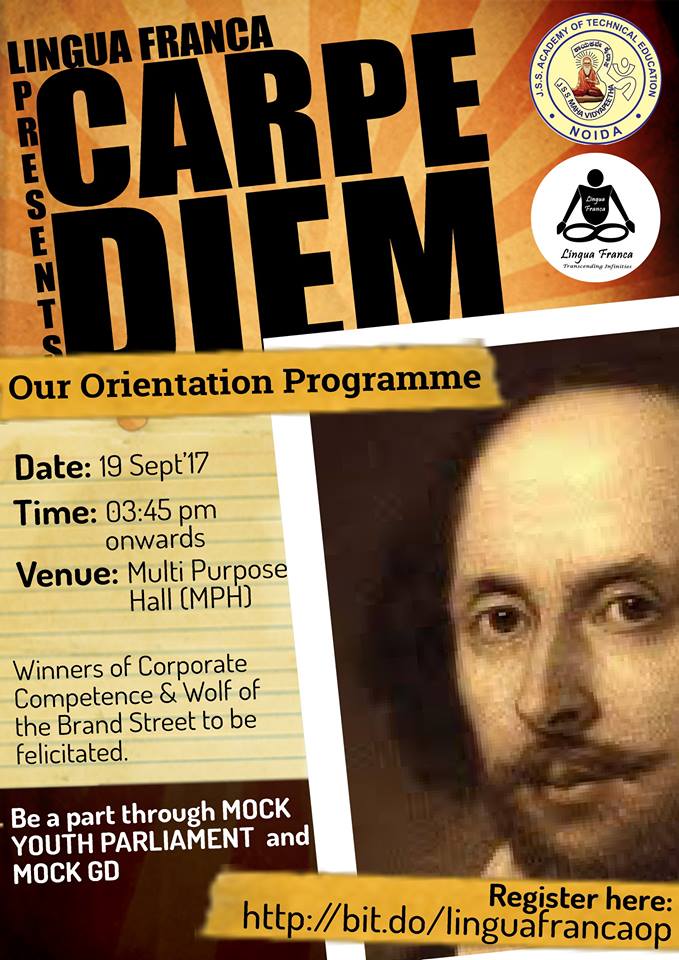 LINGUA FRANCA
PRESENTS
CARPE
DIEM
J.S.S. ACADEMY OF TECHNICAL EDUCATION
J.S.S MAHA VIDYAPEETHA
• NOIDA •
Lingua
Franca
Lingua Franca
Transcending Infinities
Our Orientation Programme
Date: 19 Sept'17
Time: 03:45 pm
onwards
Venue: Multi Purpose
Hall (MPH)
Winners of Corporate
Competence & Wolf of
the Brand Street to be
felicitated.
Be a part through MOCK
YOUTH PARLIAMENT and
MOCK GD
Register here:
http://bit.do/linguafrancaop